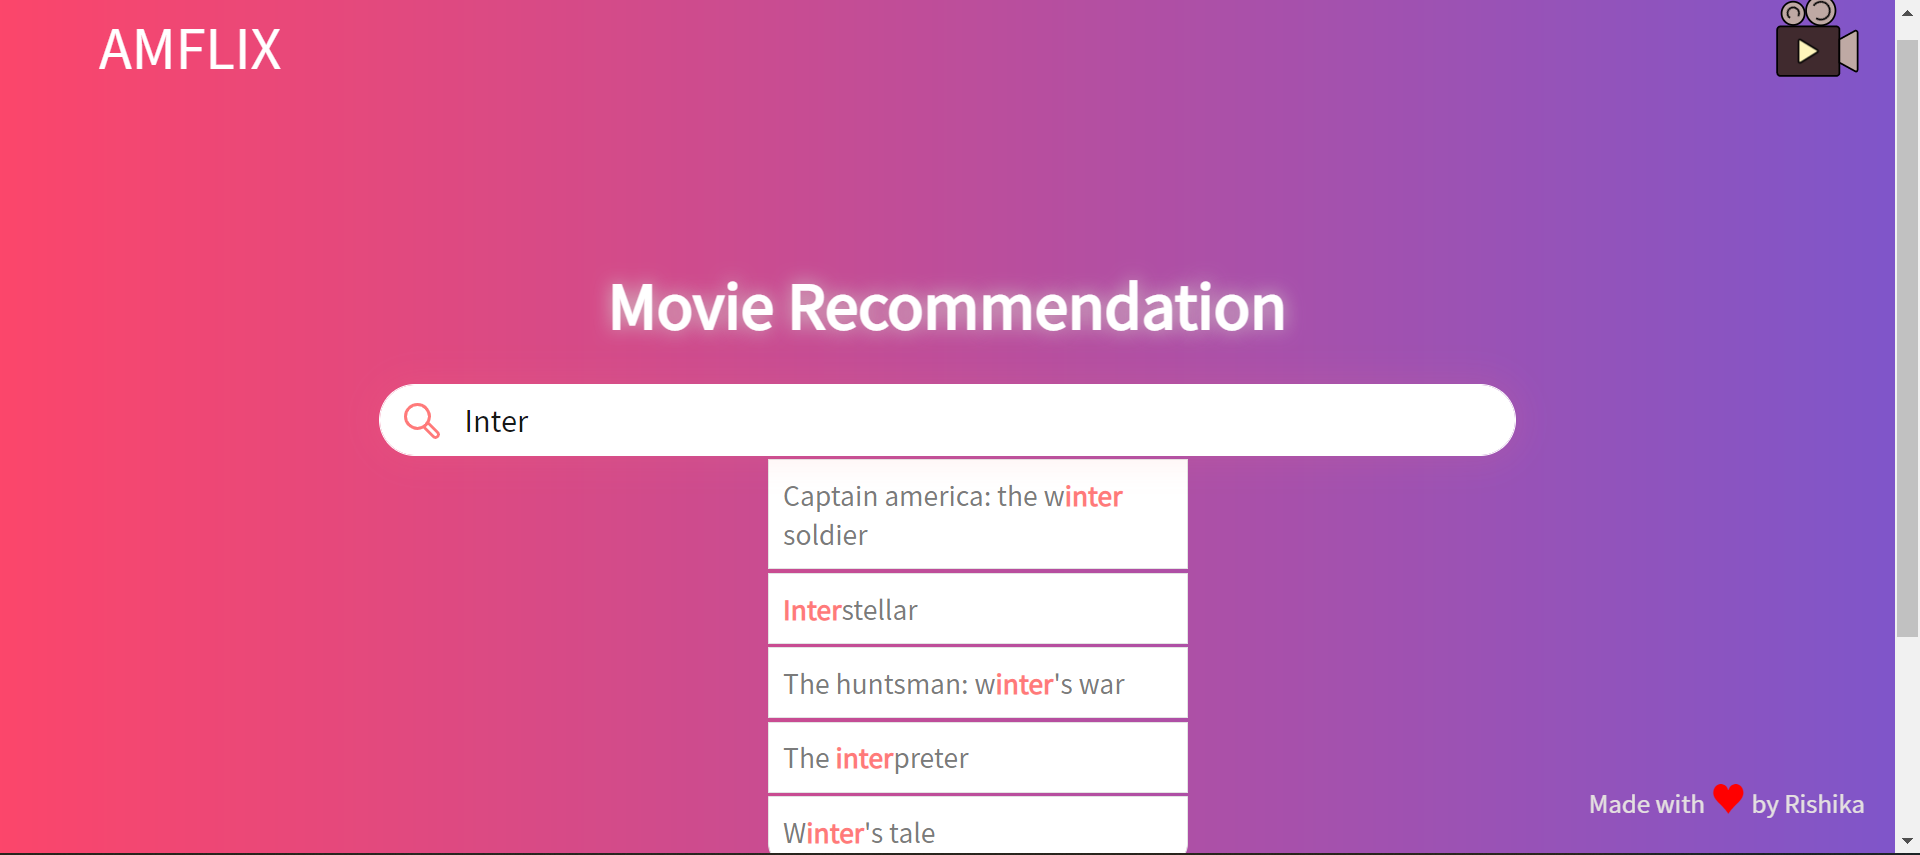 AMFLIX
Movie Recommendation
Inter
Captain america: the winter
soldier
Interstellar
The huntsman: winter's war
The interpreter
Winter's tale
Made with ♥ by Rishika